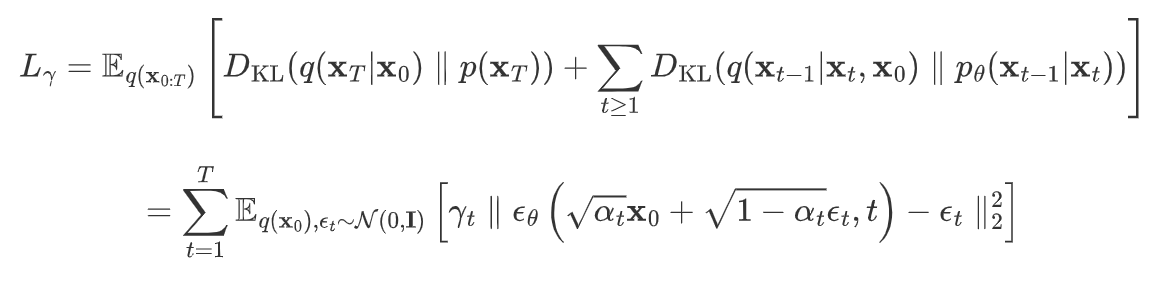 $L_\gamma = \mathbb{E}_{q(\mathbf{x}_{0:T})} \left[ D_{\mathrm{KL}}(q(\mathbf{x}_T|\mathbf{x}_0) \parallel p(\mathbf{x}_T)) + \sum_{t \geq 1} D_{\mathrm{KL}}(q(\mathbf{x}_{t-1}|\mathbf{x}_t, \mathbf{x}_0) \parallel p_\theta(\mathbf{x}_{t-1}|\mathbf{x}_t)) \right]$
$= \sum_{t=1}^{T} \mathbb{E}_{q(\mathbf{x}_0), \epsilon_t \sim \mathcal{N}(0, \mathbf{I})} \left[ \gamma_t \parallel \epsilon_\theta \left( \sqrt{\alpha_t} \mathbf{x}_0 + \sqrt{1 - \alpha_t} \epsilon_t, t \right) - \epsilon_t \parallel_2^2 \right]$